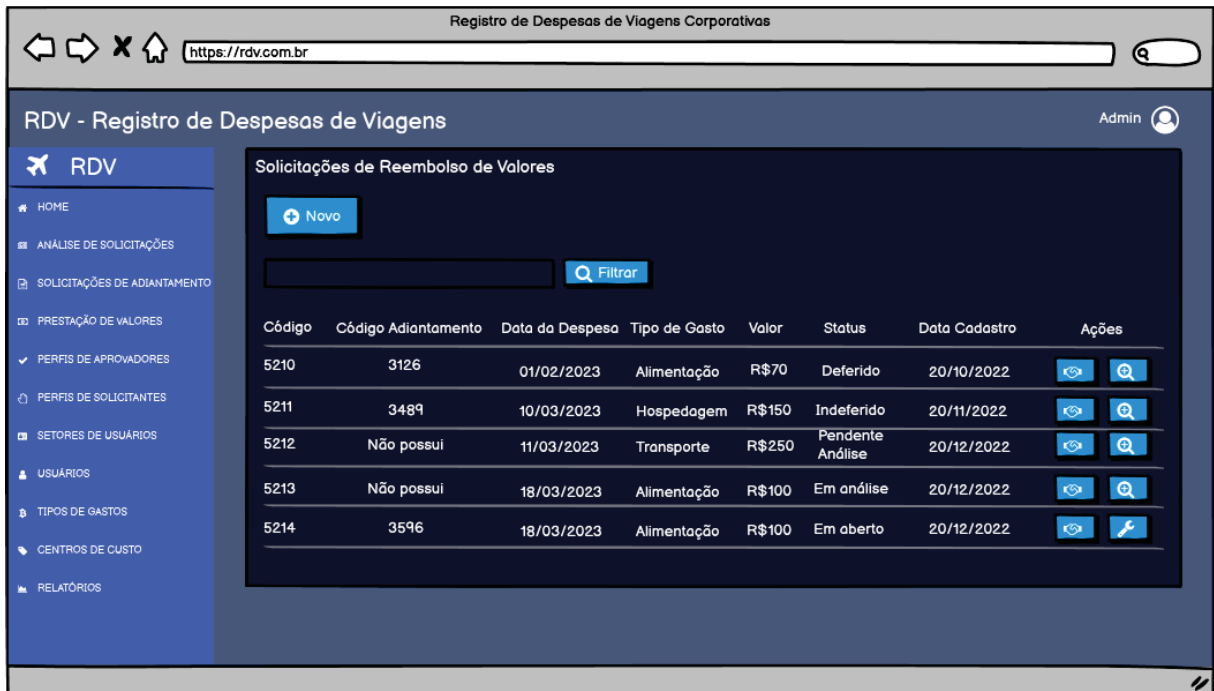 Registro de Despesas de Viagens Corporativas
https://rdv.com.br
RDV - Registro de Despesas de Viagens
Admin
RDV
HOME
ANÁLISE DE SOLICITAÇÕES
SOLICITAÇÕES DE ADIANTAMENTO
PRESTAÇÃO DE VALORES
PERFIS DE APROVADORES
PERFIS DE SOLICITANTES
SETORES DE USUÁRIOS
USUÁRIOS
TIPOS DE GASTOS
CENTROS DE CUSTO
RELATÓRIOS
Solicitações de Reembolso de Valores
Novo
Filtrar
Código Código Adiantamento Data da Despesa Tipo de Gasto Valor Status Data Cadastro Ações
5210 3126 01/02/2023 Alimentação R$70 Deferido 20/10/2022
5211 3489 10/03/2023 Hospedagem R$150 Indeferido 20/11/2022
5212 Não possui 11/03/2023 Transporte R$250 Pendente Análise 20/12/2022
5213 Não possui 18/03/2023 Alimentação R$100 Em análise 20/12/2022
5214 3596 18/03/2023 Alimentação R$100 Em aberto 20/12/2022